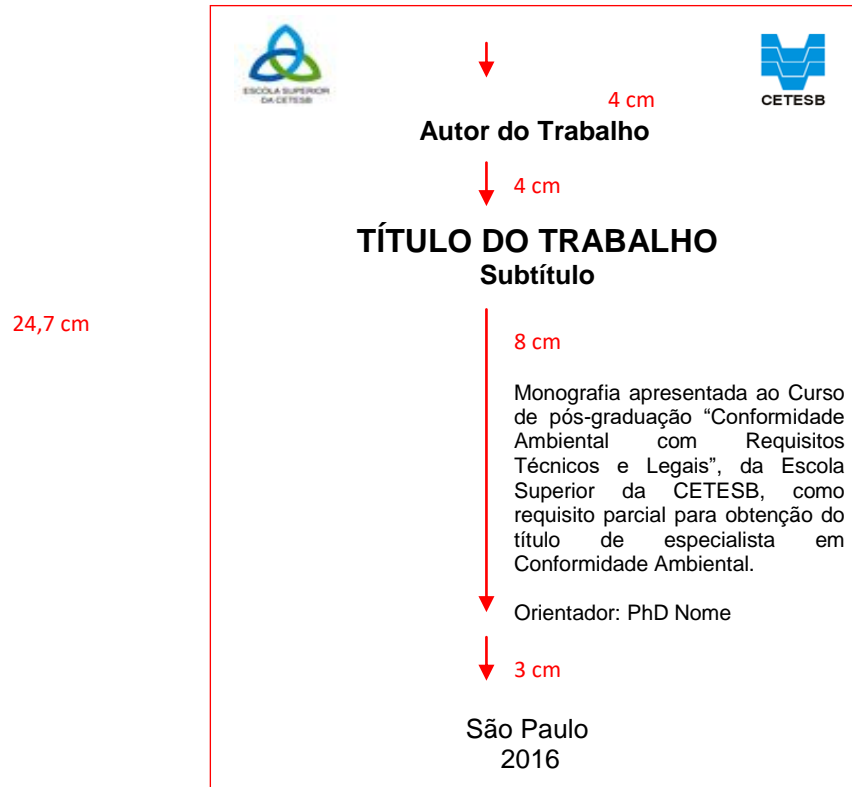 ESCOLA SUPERIOR
DA CETESB
CETESB
4 cm
Autor do Trabalho
4 cm
TÍTULO DO TRABALHO
Subtítulo
24,7 cm
8 cm
Monografia apresentada ao Curso
de pós-graduação “Conformidade
Ambiental com Requisitos
Técnicos e Legais”, da Escola
Superior da CETESB, como
requisito parcial para obtenção do
título de especialista em
Conformidade Ambiental.
Orientador: PhD Nome
3 cm
São Paulo
2016